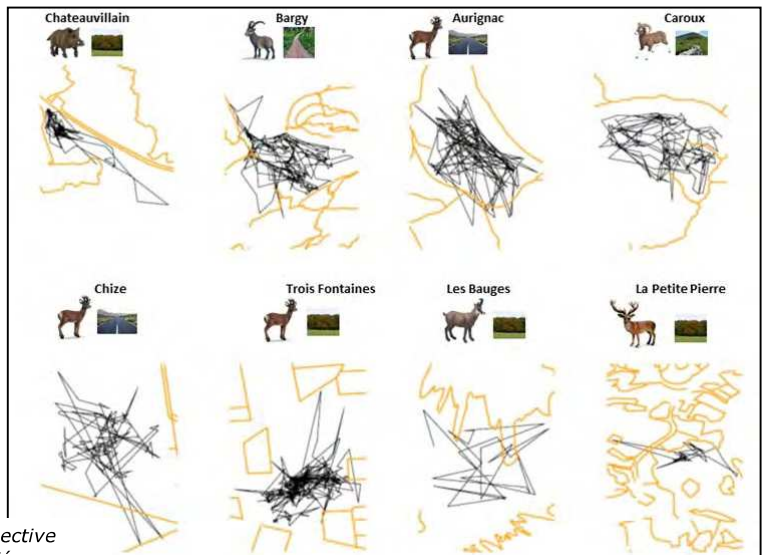 Chateauvillain
Bargy
Aurignac
Caroux
Chize
Trois Fontaines
Les Bauges
La Petite Pierre
ective